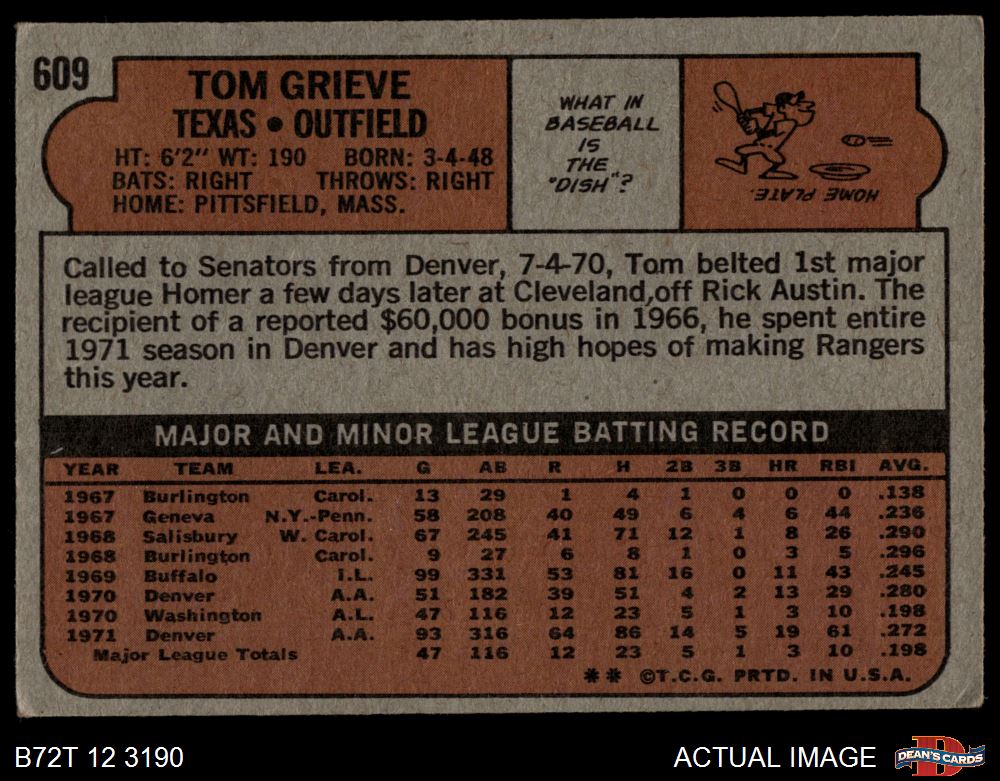 609
TOM GRIEVE
TEXAS • OUTFIELD
HT: 6'2" WT: 190 BORN: 3-4-48
BATS: RIGHT THROWS: RIGHT
HOME: PITTSFIELD, MASS.
WHAT IN
BASEBALL
IS
THE
"DISH"?
HOME PLATE.
Called to Senators from Denver, 7-4-70, Tom belted 1st major
league Homer a few days later at Cleveland,off Rick Austin. The
recipient of a reported $60,000 bonus in 1966, he spent entire
1971 season in Denver and has high hopes of making Rangers
this year.
MAJOR AND MINOR LEAGUE BATTING RECORD
YEAR TEAM LEA. G AB R H 2B 3B HR RBI AVG.
1967 Burlington Carol. 13 29 1 4 1 0 0 0 .138
1967 Geneva N.Y.-Penn. 58 208 40 49 6 4 6 44 .236
1968 Salisbury W. Carol. 67 245 41 71 12 1 8 26 .290
1968 Burlington Carol. 9 27 6 8 1 0 3 5 .296
1969 Buffalo I.L. 99 331 53 81 16 0 11 43 .245
1970 Denver A.A. 51 182 39 51 4 2 13 29 .280
1970 Washington A.L. 47 116 12 23 5 1 3 10 .198
1971 Denver A.A. 93 316 64 86 14 5 19 61 .272
Major League Totals 47 116 12 23 5 1 3 10 .198
** ©T.C.G. PRTD. IN U.S.A.
B72T 12 3190
ACTUAL IMAGE
D
DEAN'S CARDS